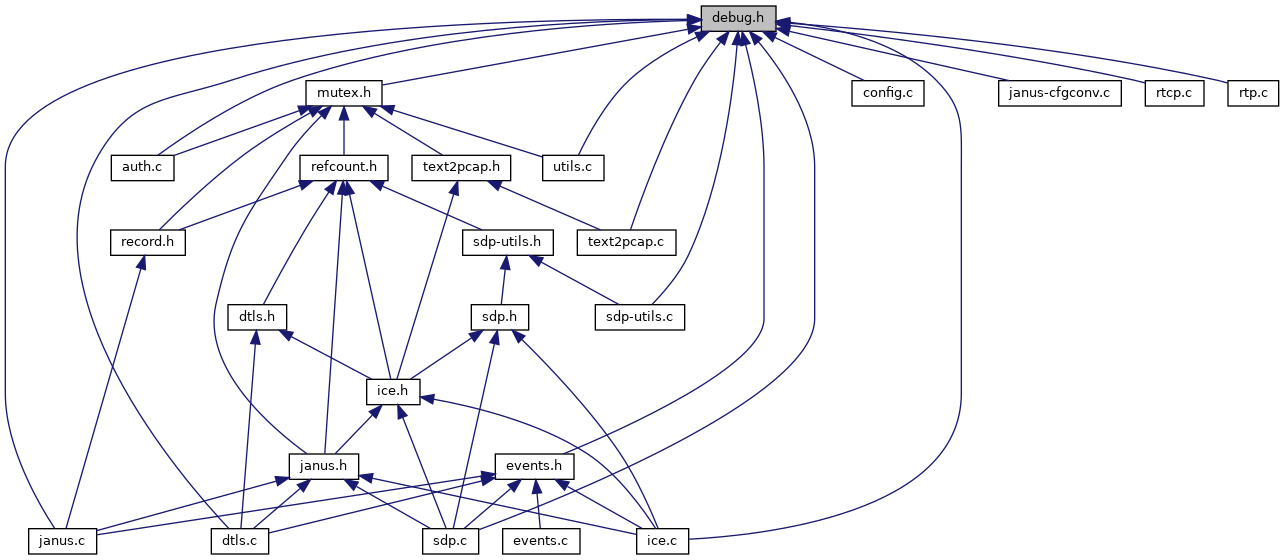 debug.h
mutex.h
config.c
janus-cfgconv.c
rtcp.c
rtp.c
auth.c
refcount.h
text2pcap.h
utils.c
record.h
sdp-utils.h
text2pcap.c
dtls.h
sdp.h
sdp-utils.c
ice.h
janus.h
events.h
janus.c
dtls.c
sdp.c
events.c
ice.c